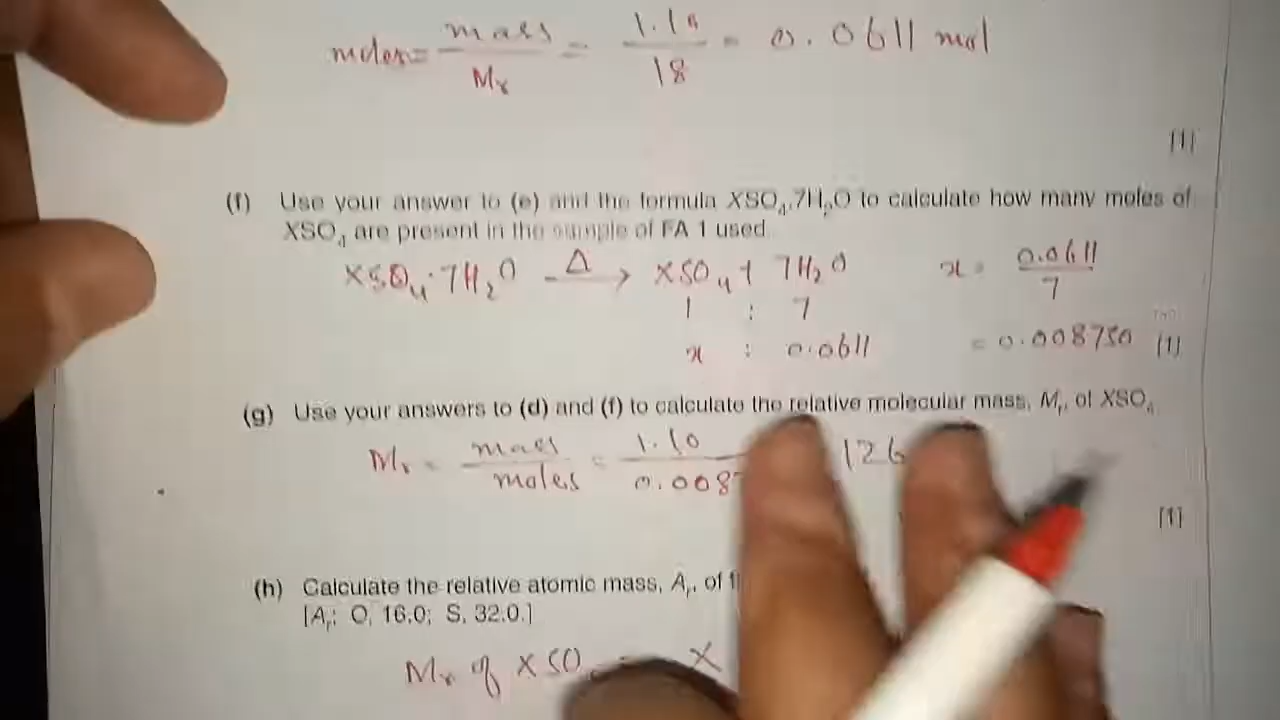 moles = mass / Mr = 1.10 / 18 = 0.0611 mol
[1]
(f) Use your answer to (e) and the formula XSO4.7H2O to calculate how many moles of
XSO4 are present in the sample of FA 1 used.
XSO4.7H2O Δ→ XSO4 + 7H2O x = 0.0611 / 7
1 : 7
x : 0.0611 = 0.008750 [1]
(g) Use your answers to (d) and (f) to calculate the relative molecular mass, Mr, of XSO4
Mr = mass / moles = 1.10 / 0.008 126
[1]
(h) Calculate the relative atomic mass, Ar, of
[Ar: O, 16.0; S, 32.0.]
Mr of XSO = X